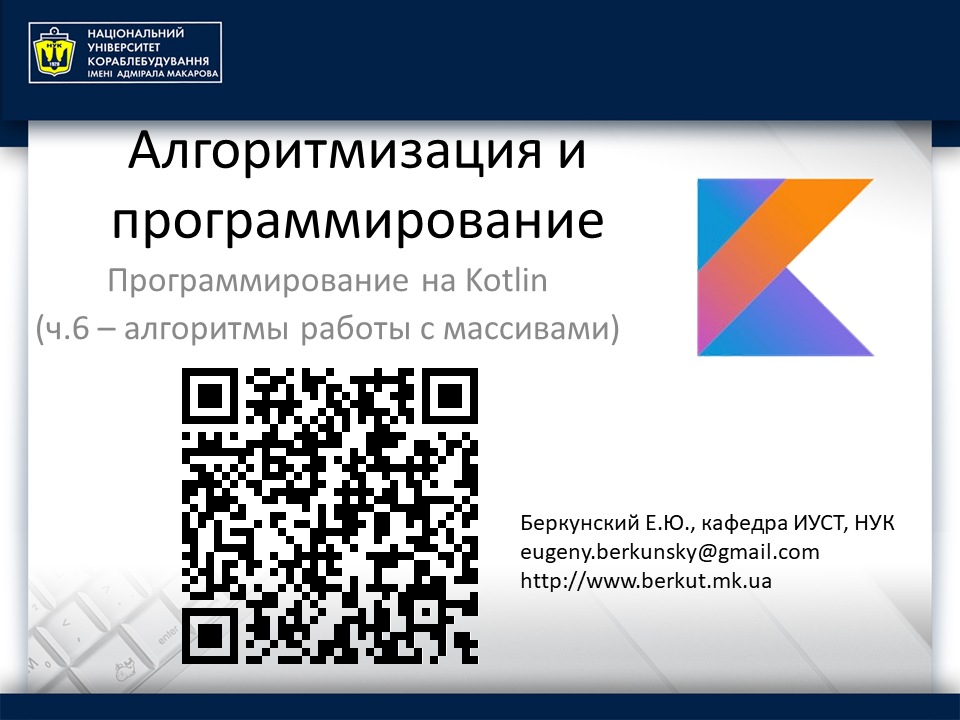 НАЦІОНАЛЬНИЙ
УНІВЕРСИТЕТ
КОРАБЛЕБУДУВАННЯ
ІМЕНІ АДМІРАЛА МАКАРОВА
НУК
1920
Алгоритмизация и
программирование
Программирование на Kotlin
(ч.6 – алгоритмы работы с массивами)
Беркунский Е.Ю., кафедра ИУСТ, НУК
eugeny.berkunsky@gmail.com
http://www.berkut.mk.ua
enter